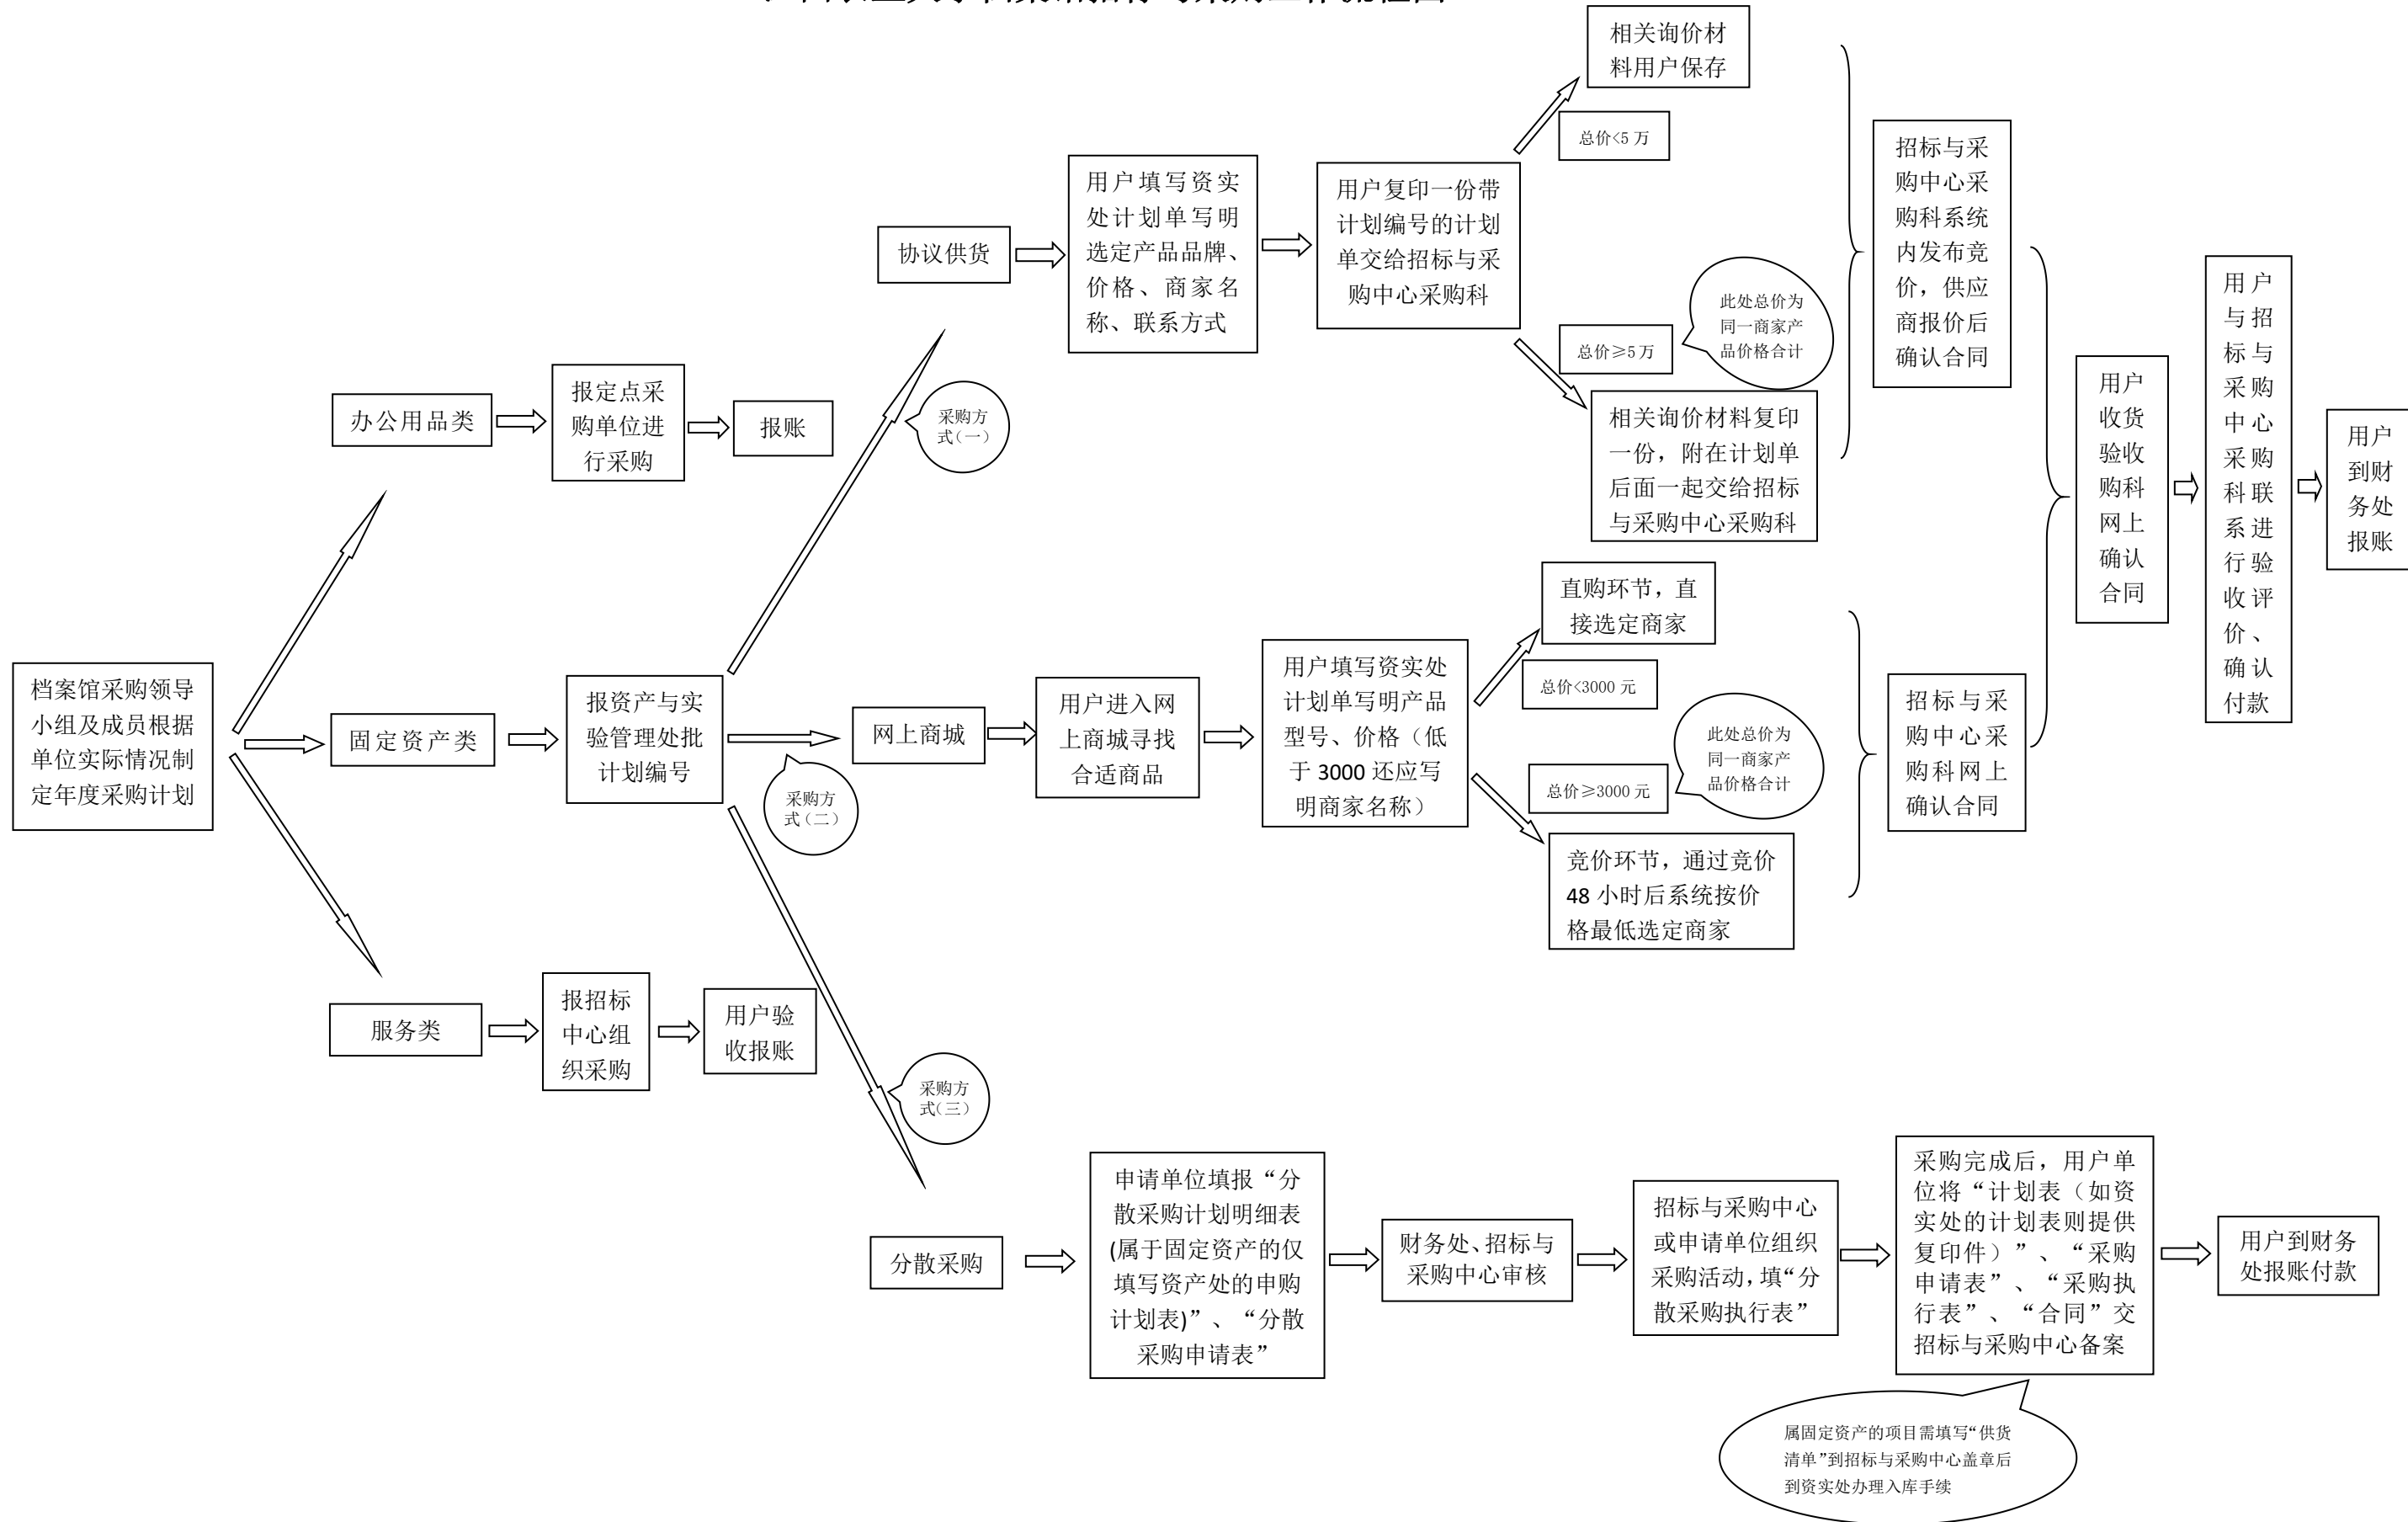 相关询价材
料用户保存
总价<5 万
用户填写资实
处计划单写明
选定产品品牌、
价格、商家名
称、联系方式
用户复印一份带
计划编号的计划
单交给招标与采
购中心采购科
招标与采
购中心采
购科系统
内发布竞
价，供应
商报价后
确认合同
协议供货
此处总价为
同一商家产
品价格合计
总价≥5 万
相关询价材料复印
一份，附在计划单
后面一起交给招标
与采购中心采购科
办公用品类
报定点采
购单位进
行采购
报账
采购方
式（一）
用户
收货
验收
购科
网上
确认
合同
用户
与招
标与
采购
中心
采购
科联
系进
行验
收评
价、
确认
付款
用户
到财
务处
报账
直购环节，直
接选定商家
总价<3000 元
档案馆采购领导
小组及成员根据
单位实际情况制
定年度采购计划
固定资产类
报资产与实
验管理处批
计划编号
采购方
式（二）
网上商城
用户进入网
上商城寻找
合适商品
用户填写资实处
计划单写明产品
型号、价格（低
于 3000 还应写
明商家名称）
此处总价为
同一商家产
品价格合计
总价≥3000 元
招标与采
购中心采
购科网上
确认合同
竞价环节，通过竞价
48 小时后系统按价
格最低选定商家
服务类
报招标
中心组
织采购
用户验
收报账
采购方
式（三）
分散采购
申请单位填报“分
散采购计划明细表
(属于固定资产的仅
填写资产处的申购
计划表)”、“分散
采购申请表”
财务处、招标与
采购中心审核
招标与采购中心
或申请单位组织
采购活动，填“分
散采购执行表”
采购完成后，用户单
位将“计划表（如资
实处的计划表则提供
复印件）”、“采购
申请表”、“采购执
行表”、“合同”交
招标与采购中心备案
用户到财务
处报账付款
属固定资产的项目需填写“供货
清单”到招标与采购中心盖章后
到资实处办理入库手续